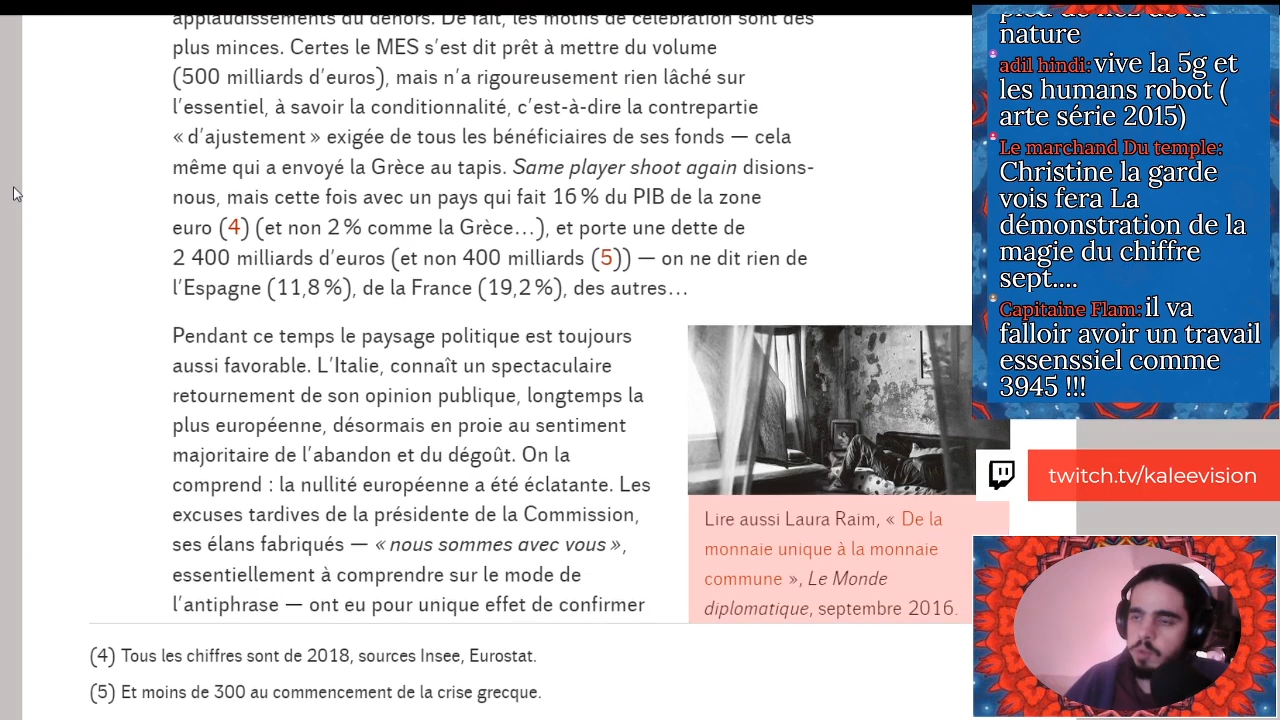 applaudissements du dehors. De fait, les motifs de célébration sont des
plus minces. Certes le MES s’est dit prêt à mettre du volume
(500 milliards d’euros), mais n’a rigoureusement rien lâché sur
l’essentiel, à savoir la conditionnalité, c’est-à-dire la contrepartie
« d’ajustement » exigée de tous les bénéficiaires de ses fonds — cela
même qui a envoyé la Grèce au tapis. Same player shoot again disions-
nous, mais cette fois avec un pays qui fait 16 % du PIB de la zone
euro (4) (et non 2 % comme la Grèce…), et porte une dette de
2 400 milliards d’euros (et non 400 milliards (5)) — on ne dit rien de
l’Espagne (11,8 %), de la France (19,2 %), des autres…
Pendant ce temps le paysage politique est toujours
aussi favorable. L’Italie, connaît un spectaculaire
retournement de son opinion publique, longtemps la
plus européenne, désormais en proie au sentiment
majoritaire de l’abandon et du dégoût. On la
comprend : la nullité européenne a été éclatante. Les
excuses tardives de la présidente de la Commission,
ses élans fabriqués — « nous sommes avec vous »,
essentiellement à comprendre sur le mode de
l’antiphrase — ont eu pour unique effet de confirmer
Lire aussi Laura Raim, « De la
monnaie unique à la monnaie
commune », Le Monde
diplomatique, septembre 2016.
(4) Tous les chiffres sont de 2018, sources Insee, Eurostat.
(5) Et moins de 300 au commencement de la crise grecque.
pied de nez de la
nature
adil hindi: vive la 5g et
les humans robot (
arte série 2015)
Le marchand Du temple:
Christine la garde
vois fera La
démonstration de la
magie du chiffre
sept....
Capitaine Flam: il va
falloir avoir un travail
essenssiel comme
3945 !!!
twitch.tv/kaleevision